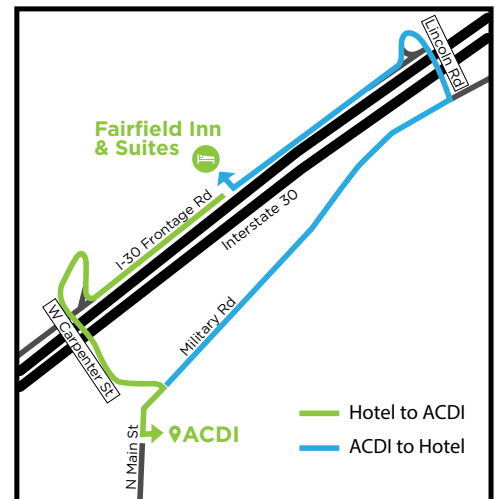 Lincoln Rd
Fairfield Inn
& Suites
I-30 Frontage Rd
Interstate 30
W Carpenter St
Military Rd
N Main St
ACDI
Hotel to ACDI
ACDI to Hotel